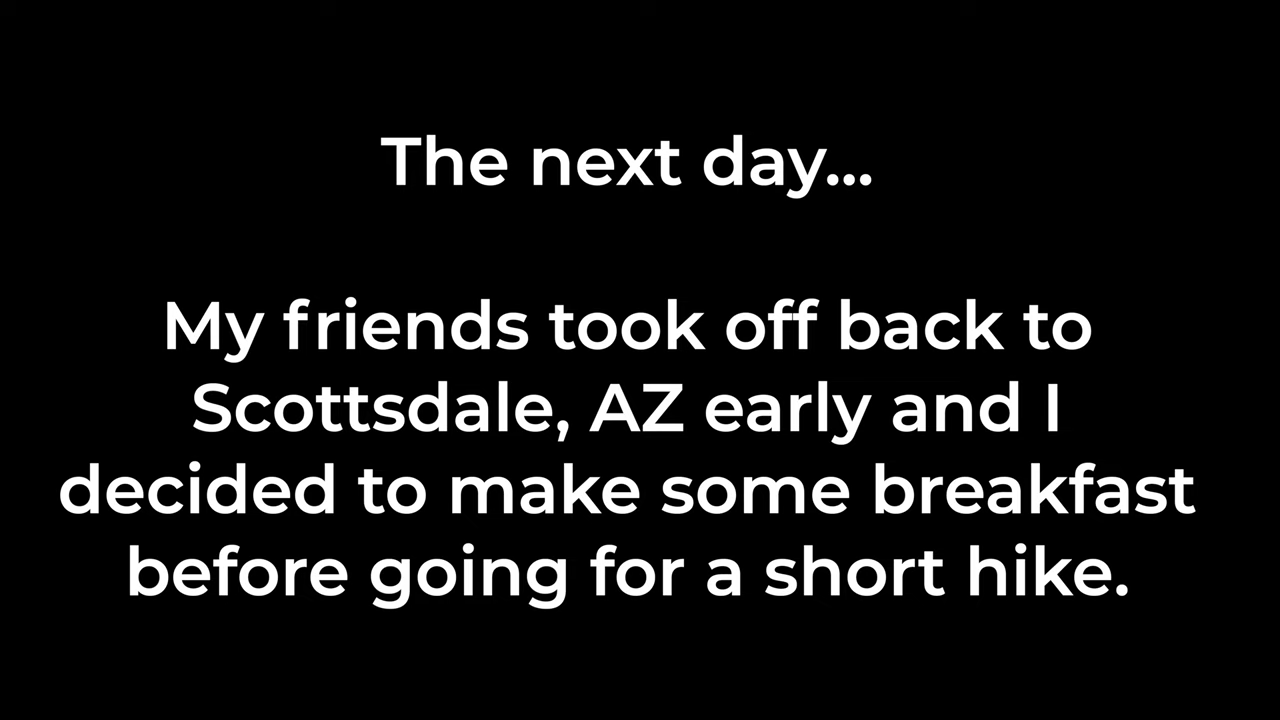 The next day...
My friends took off back to
Scottsdale, AZ early and I
decided to make some breakfast
before going for a short hike.